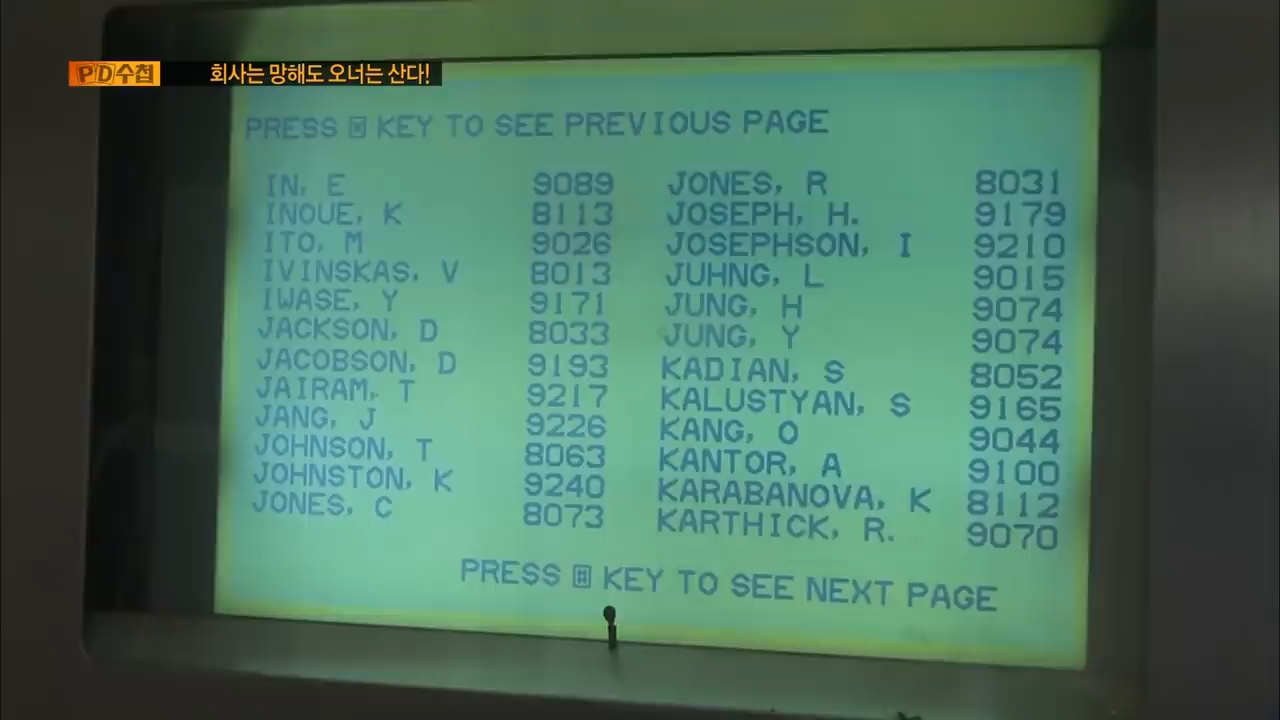 PD수첩 회사는 망해도 오너는 산다!
PRESS * KEY TO SEE PREVIOUS PAGE
IN, E 9089 JONES, R 8031
INOUE, K 8113 JOSEPH, H. 9179
ITO, M 9026 JOSEPHSON, I 9210
IVINSKAS, V 8013 JUHNG, L 9015
IWASE, Y 9171 JUNG, H 9074
JACKSON, D 8033 JUNG, Y 9074
JACOBSON, D 9193 KADIAN, S 8052
JAIRAM, T 9217 KALUSTYAN, S 9165
JANG, J 9226 KANG, O 9044
JOHNSON, T 8063 KANTOR, A 9100
JOHNSTON, K 9240 KARABANOVA, K 8112
JONES, C 8073 KARTHICK, R. 9070
PRESS # KEY TO SEE NEXT PAGE